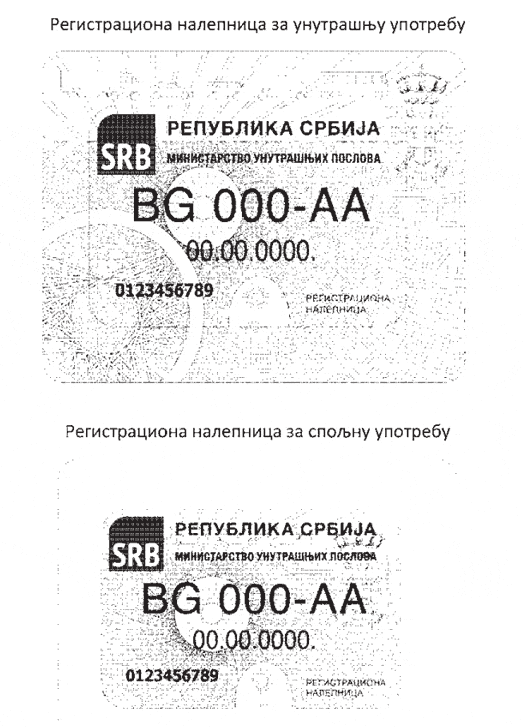 Регистрациона налепница за унутрашњу употребу
РЕПУБЛИКА СРБИЈА
SRB
МИНИСТАРСТВО УНУТРАШЊИХ ПОСЛОВА
BG 000-AA
00.00.0000.
0123456789
РЕГИСТРАЦИОНА
НАЛЕПНИЦА
Регистрациона налепница за спољну употребу
РЕПУБЛИКА СРБИЈА
SRB
МИНИСТАРСТВО УНУТРАШЊИХ ПОСЛОВА
BG 000-AA
00.00.0000.
0123456789
РЕГИСТРАЦИОНА
НАЛЕПНИЦА